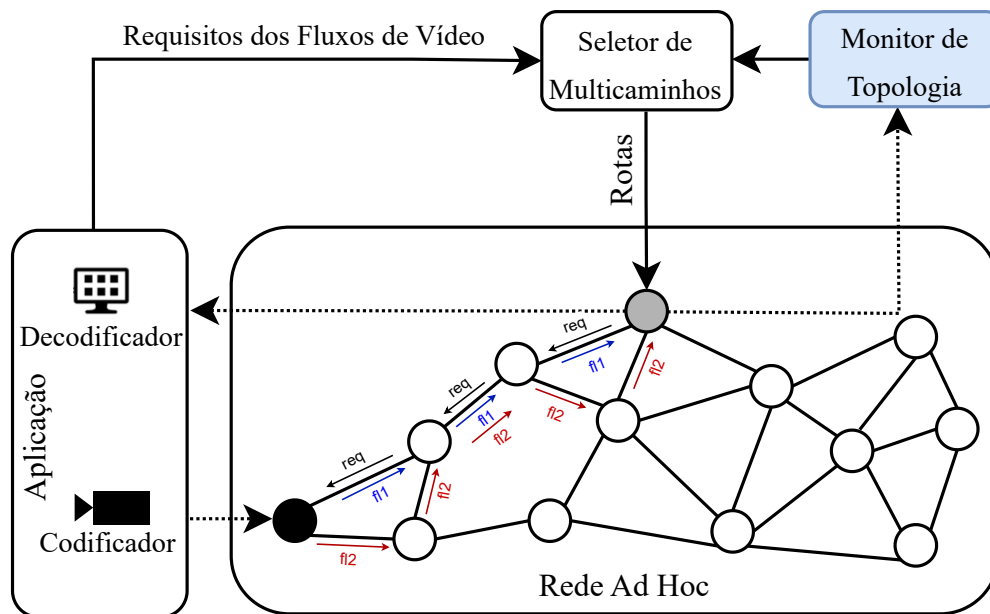 Requisitos dos Fluxos de Vídeo
Seletor de
Multicaminhos
Monitor de
Topologia
Rotas
Aplicação
Decodificador
Codificador
req
fl1
fl2
req
fl1
fl2
fl2
req
fl1
fl2
fl2
Rede Ad Hoc